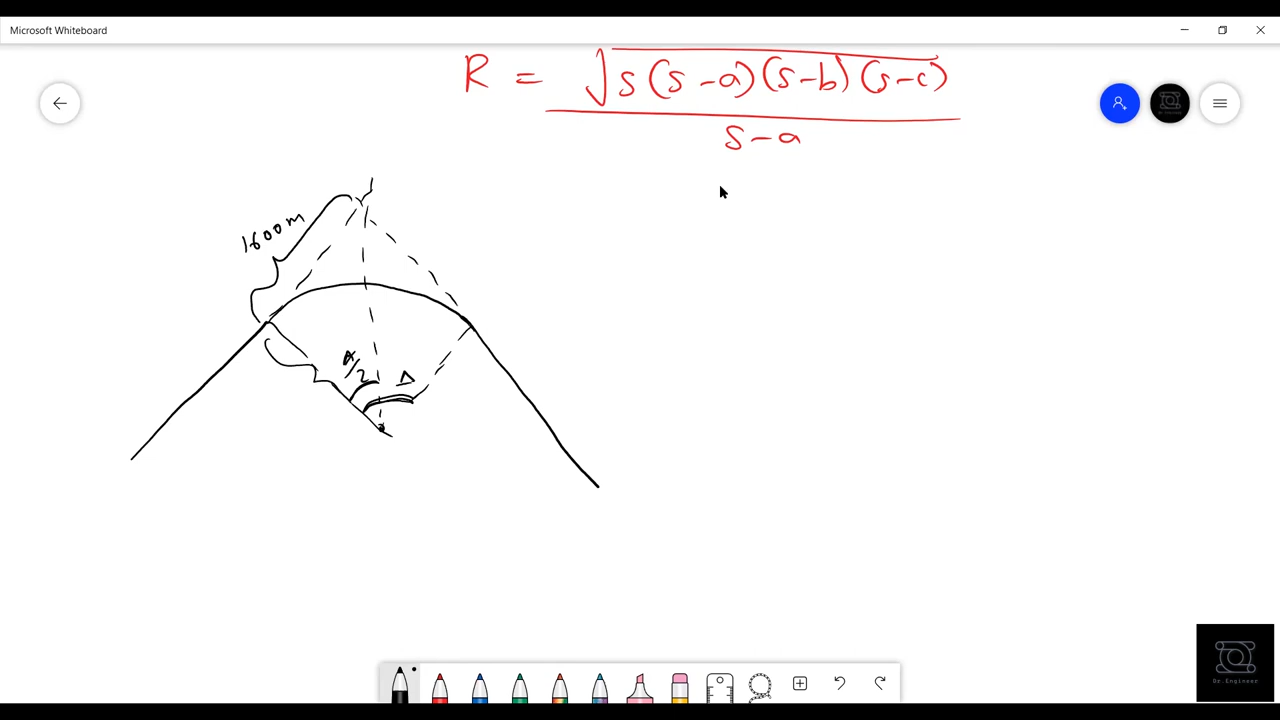 Microsoft Whiteboard
R = √s(s-a)(s-b)(s-c)
s-a
1600m
Δ
2
Δ
Dr.Engineer